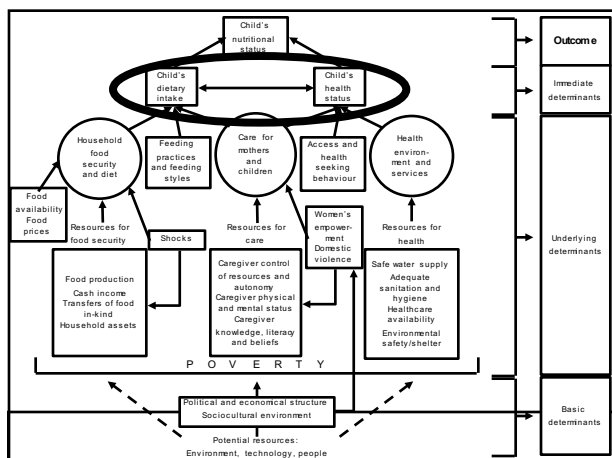 Child's
nutritional
status
Outcome
Child's
dietary
intake
Child's
health
status
Immediate
determinants
Household
food
security
and diet
Feeding
practices
and feeding
styles
Care for
mothers
and
children
Access and
health
seeking
behaviour
Health
environ-
ment and
services
Food
availability
Food
prices
Resources for
food security
Shocks
Resources for
care
Women's
empower-
ment
Domestic
violence
Resources for
health
Underlying
determinants
Food production
Cash income
Transfers of food
in-kind
Household assets
Caregiver control
of resources and
autonomy
Caregiver physical
and mental status
Caregiver
knowledge, literacy
and beliefs
Safe water supply
Adequate
sanitation and
hygiene
Healthcare
availability
Environmental
safety/shelter
P O V E R T Y
Political and economical structure
Sociocultural environment
Basic
determinants
Potential resources:
Environment, technology, people